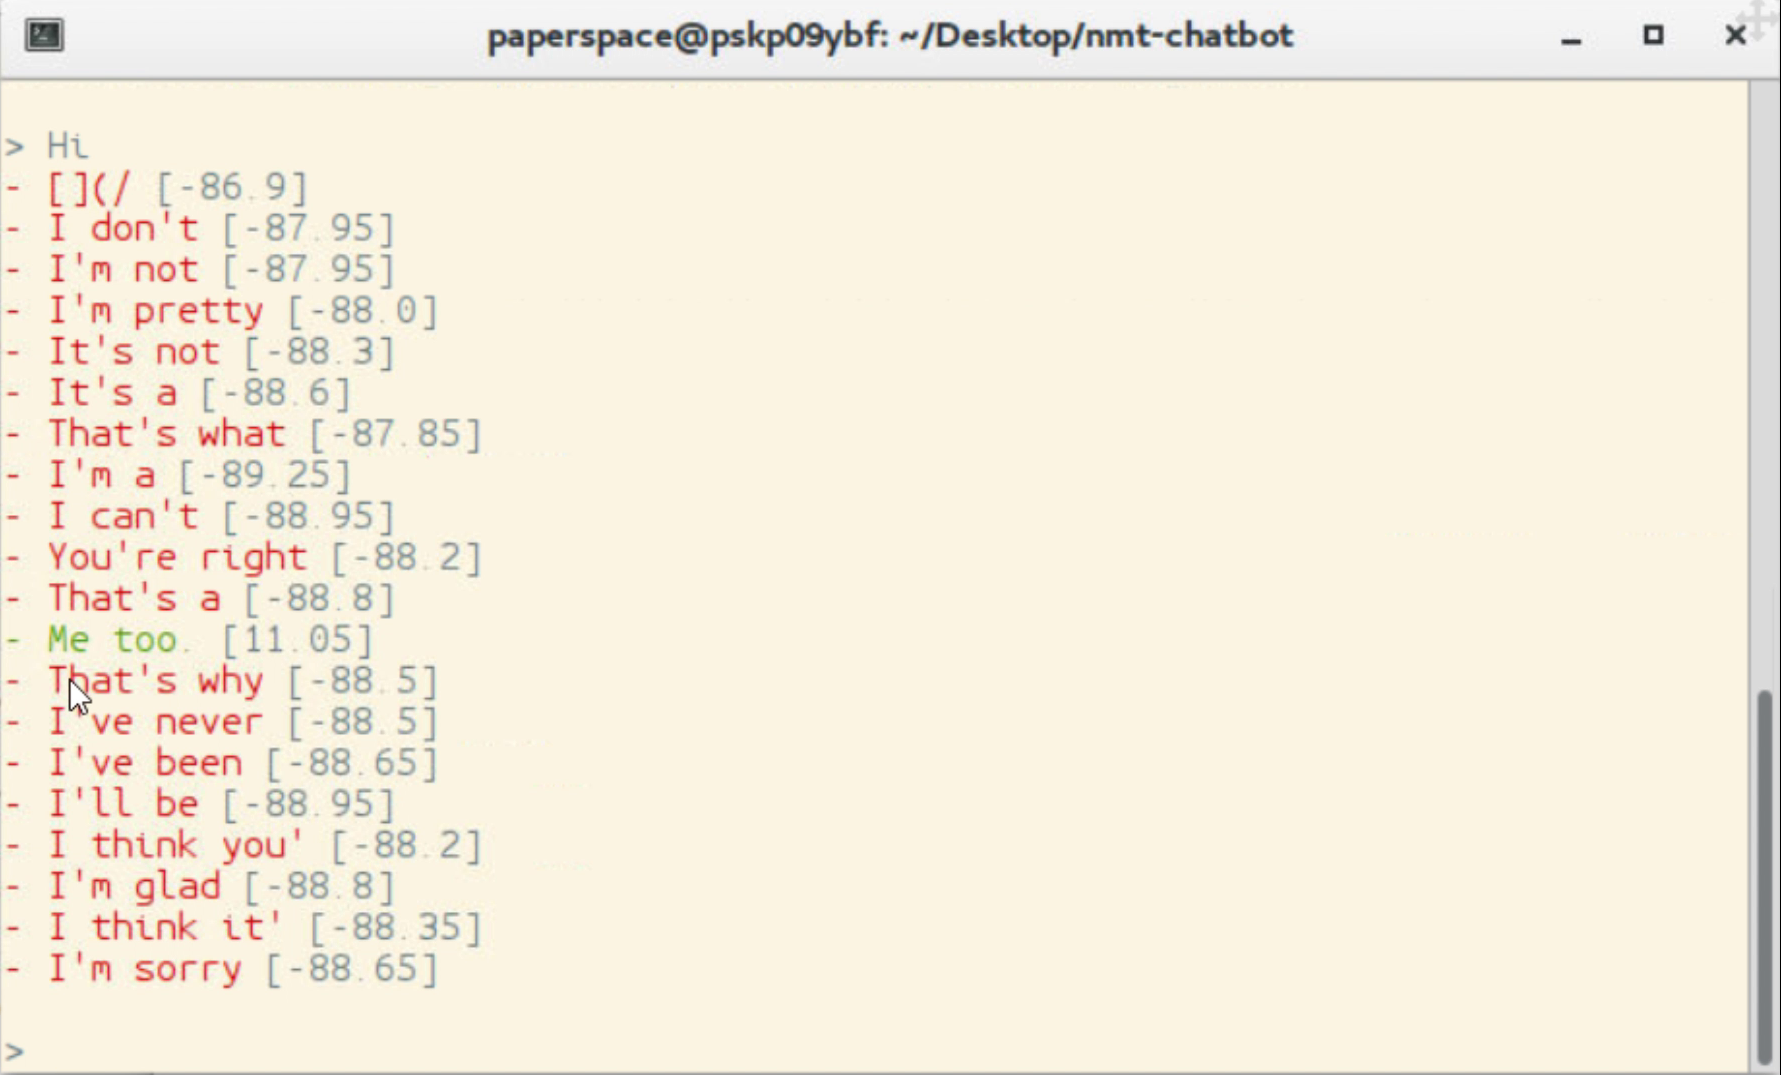 paperspace@pskp09ybf: ~/Desktop/nmt-chatbot
> Hi
- [](/ [-86.9]
- I don't [-87.95]
- I'm not [-87.95]
- I'm pretty [-88.0]
- It's not [-88.3]
- It's a [-88.6]
- That's what [-87.85]
- I'm a [-89.25]
- I can't [-88.95]
- You're right [-88.2]
- That's a [-88.8]
- Me too. [11.05]
- That's why [-88.5]
- I've never [-88.5]
- I've been [-88.65]
- I'll be [-88.95]
- I think you' [-88.2]
- I'm glad [-88.8]
- I think it' [-88.35]
- I'm sorry [-88.65]
>